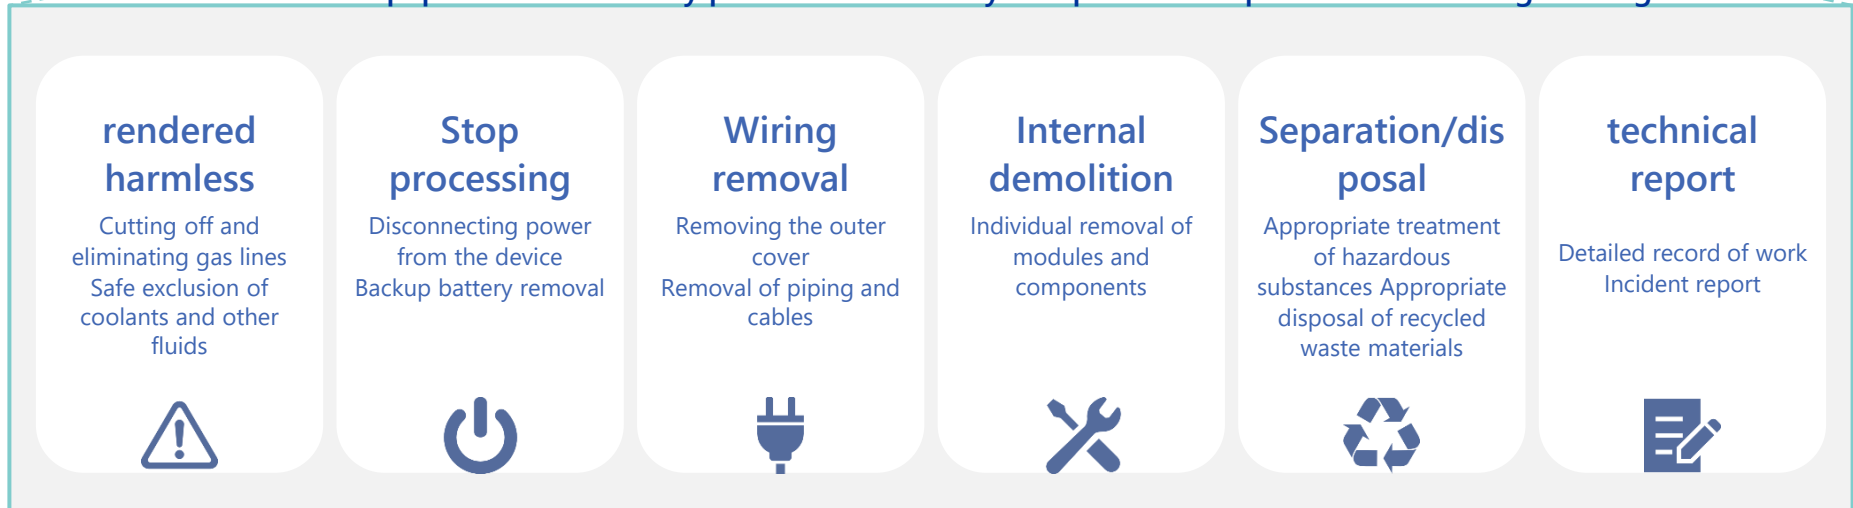 rendered
harmless
Cutting off and
eliminating gas lines
Safe exclusion of
coolants and other
fluids
Stop
processing
Disconnecting power
from the device
Backup battery removal
Wiring
removal
Removing the outer
cover
Removal of piping and
cables
Internal
demolition
Individual removal of
modules and
components
Separation/dis
posal
Appropriate treatment
of hazardous
substances Appropriate
disposal of recycled
waste materials
technical
report
Detailed record of work
Incident report